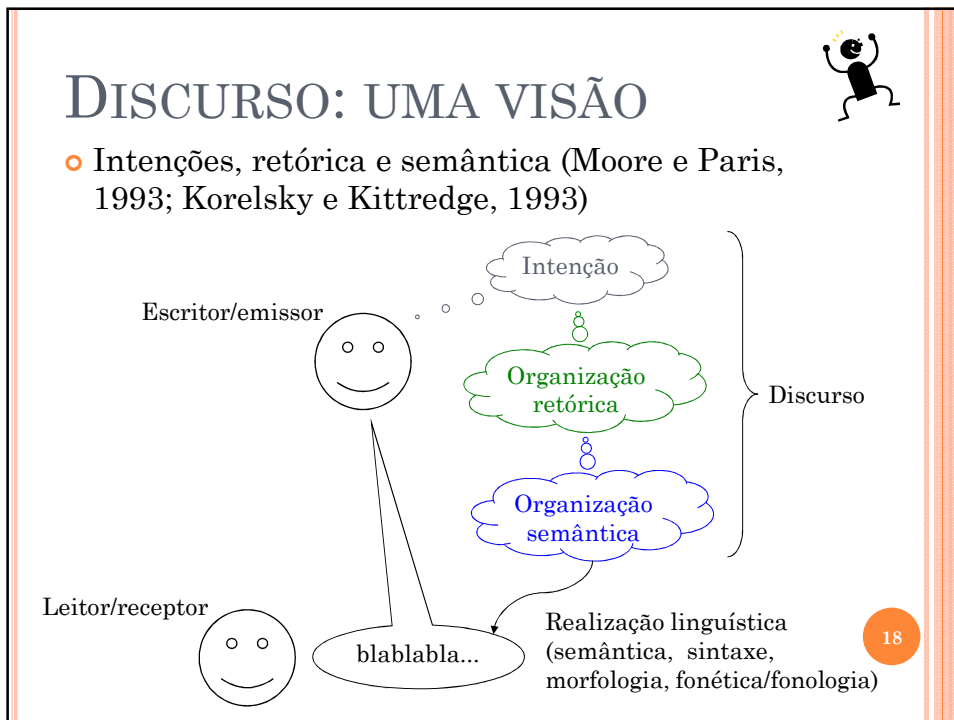 DISCURSO: UMA VISÃO
Intenções, retórica e semântica (Moore e Paris,
1993; Korelsky e Kittredge, 1993)
Intenção
Escritor/emissor
Organização
retórica
Discurso
Organização
semântica
Leitor/receptor
blablabla...
Realização linguística
(semântica, sintaxe,
morfologia, fonética/fonologia)
18